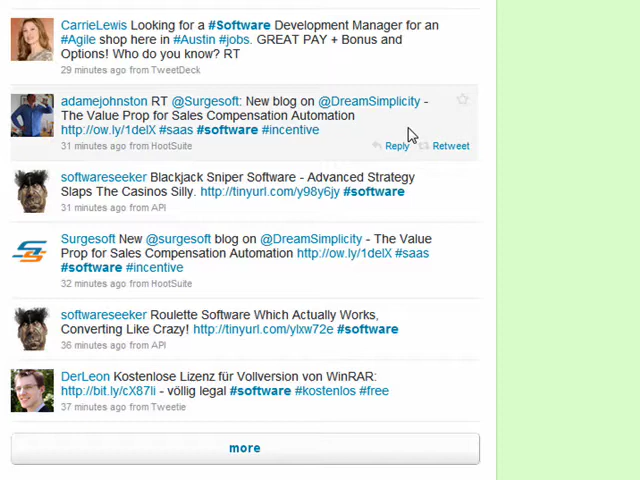 CarrieLewis Looking for a #Software Development Manager for an
#Agile shop here in #Austin #jobs. GREAT PAY + Bonus and
Options! Who do you know? RT
29 minutes ago from TweetDeck
adamejohnston RT @Surgesoft: New blog on @DreamSimplicity -
The Value Prop for Sales Compensation Automation
http://ow.ly/1delX #saas #software #incentive
31 minutes ago from HootSuite Reply Retweet
softwareseeker Blackjack Sniper Software - Advanced Strategy
Slaps The Casinos Silly. http://tinyurl.com/y98y6jy #software
31 minutes ago from API
Surgesoft New @surgesoft blog on @DreamSimplicity - The Value
Prop for Sales Compensation Automation http://ow.ly/1delX #saas
#software #incentive
32 minutes ago from HootSuite
softwareseeker Roulette Software Which Actually Works,
Converting Like Crazy! http://tinyurl.com/ylxw72e #software
36 minutes ago from API
DerLeon Kostenlose Lizenz für Vollversion von WinRAR:
http://bit.ly/cX87li - völlig legal #software #kostenlos #free
37 minutes ago from Tweetie
more